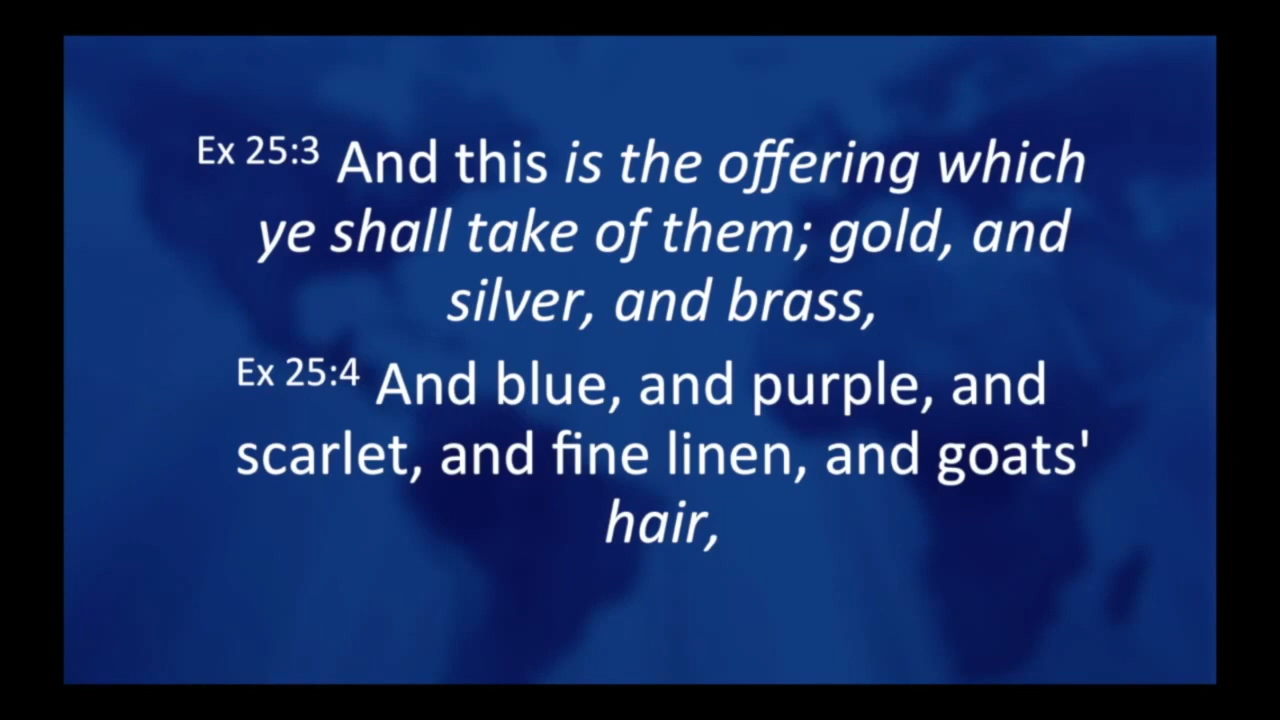 Ex 25:3 And this is the offering which
ye shall take of them; gold, and
silver, and brass,
Ex 25:4 And blue, and purple, and
scarlet, and fine linen, and goats'
hair,